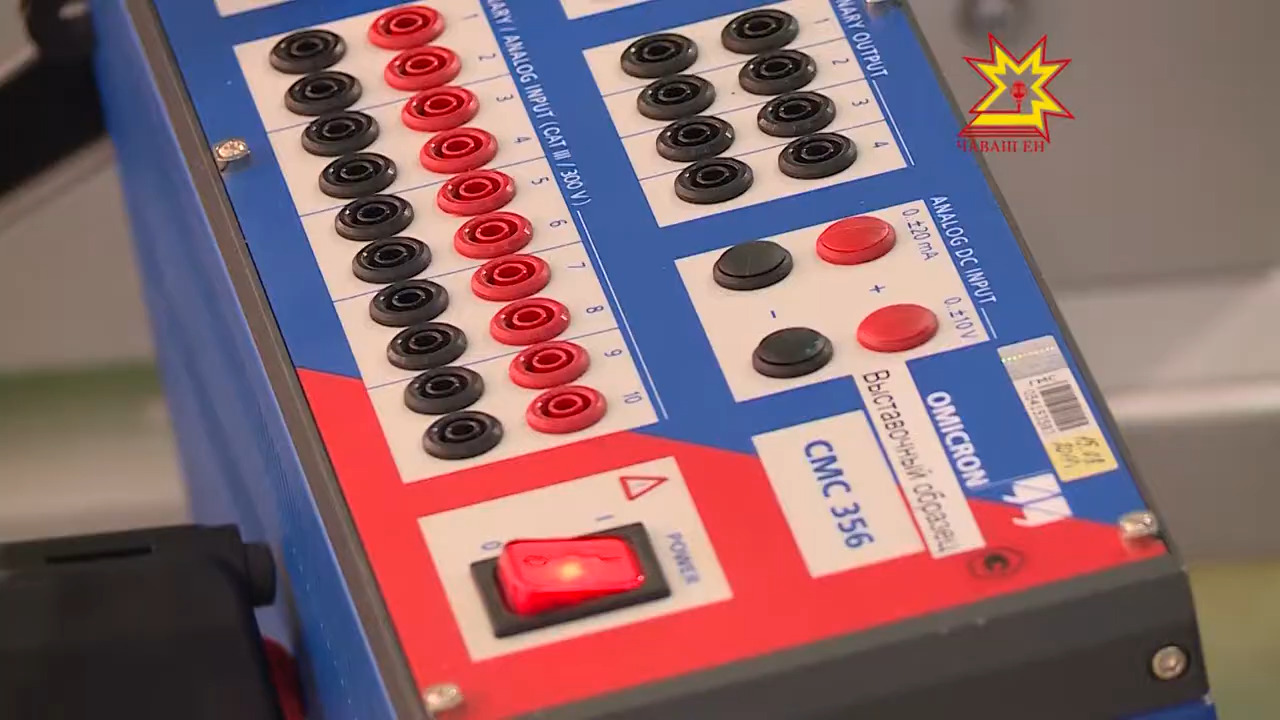 BINARY / ANALOG INPUT (CAT III / 300 V)
1
2
3
4
5
6
7
8
9
10
BINARY OUTPUT
1
2
3
4
ANALOG DC INPUT
0..±20 mA
+
-
0..±10 V
OMICRON
Выставочный образец
CMC 356
POWER
I
0
ЧАВАШ ЕН